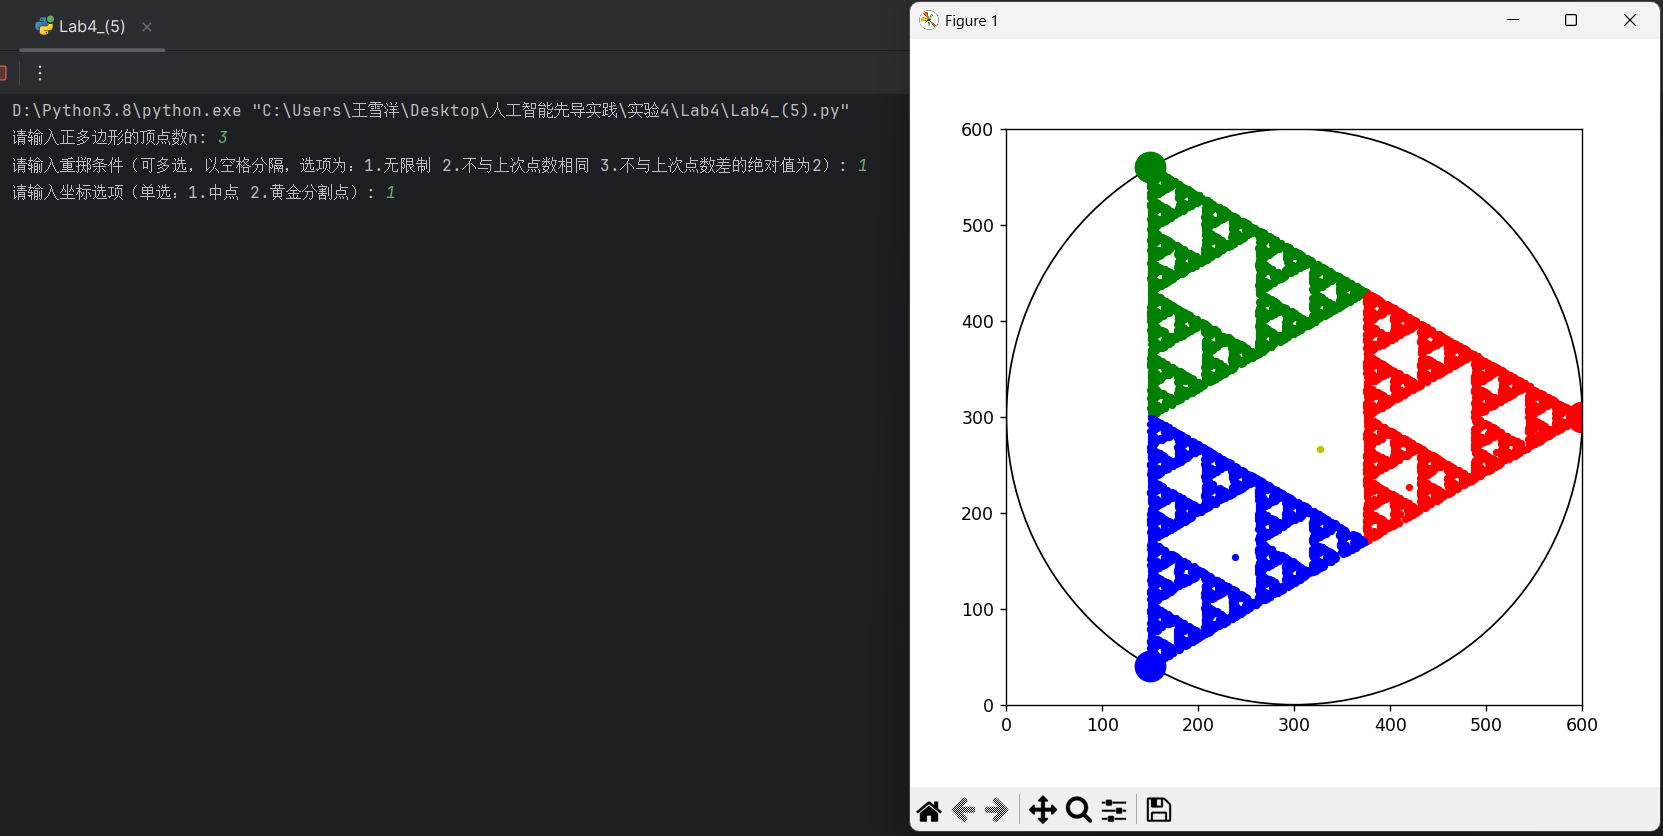 Lab4_(5)
D:\Python3.8\python.exe "C:\Users\王雪洋\Desktop\人工智能先导实践\实验4\Lab4\Lab4_(5).py"
请输入正多边形的顶点数n: 3
请输入重掷条件（可多选，以空格分隔，选项为：1.无限制 2.不与上次点数相同 3.不与上次点数差的绝对值为2）: 1
请输入坐标选项（单选：1.中点 2.黄金分割点）: 1
Figure 1
600
500
400
300
200
100
0
0 100 200 300 400 500 600